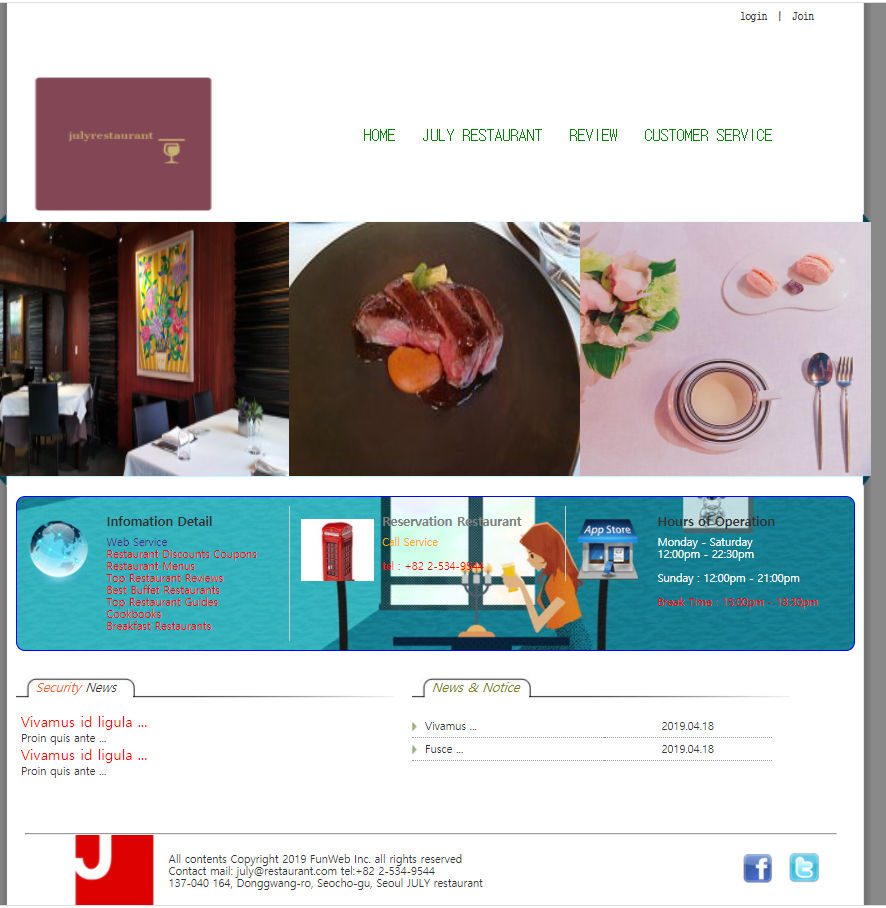 login | Join
julyrestaurant
HOME JULY RESTAURANT REVIEW CUSTOMER SERVICE
Infomation Detail
Web Service
Restaurant Discounts Coupons
Restaurant Menus
Top Restaurant Reviews
Best Buffet Restaurants
Top Restaurant Guides
Cookbooks
Breakfast Restaurants
Reservation Restaurant
Call Service
tel : +82 2-534-9544
App Store
Hours of Operation
Monday - Saturday
12:00pm - 22:30pm
Sunday : 12:00pm - 21:00pm
Break Time : 15:00pm - 18:30pm
Security News
Vivamus id ligula ...
Proin quis ante ...
Vivamus id ligula ...
Proin quis ante ...
News & Notice
Vivamus ... 2019.04.18
Fusce ... 2019.04.18
J
All contents Copyright 2019 FunWeb Inc. all rights reserved
Contact mail: july@restaurant.com tel:+82 2-534-9544
137-040 164, Donggwang-ro, Seocho-gu, Seoul JULY restaurant
f t